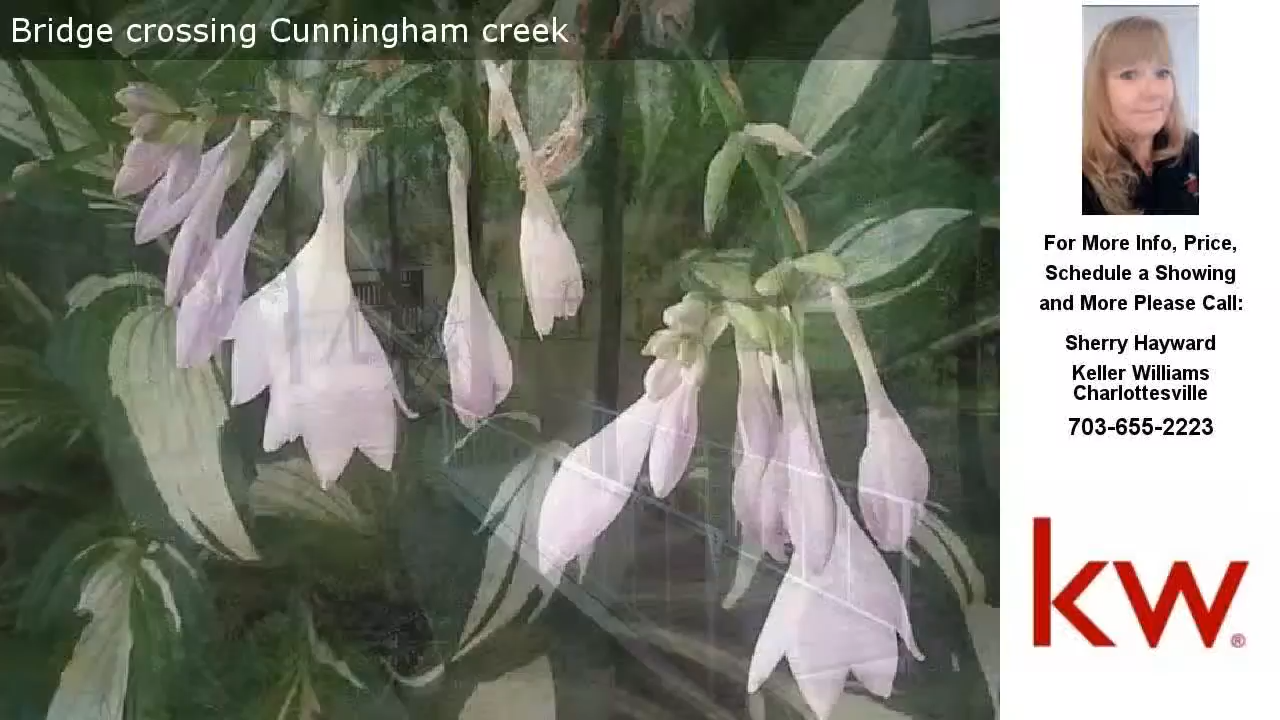 Bridge crossing Cunningham creek
For More Info, Price,
Schedule a Showing
and More Please Call:
Sherry Hayward
Keller Williams
Charlottesville
703-655-2223
kw®